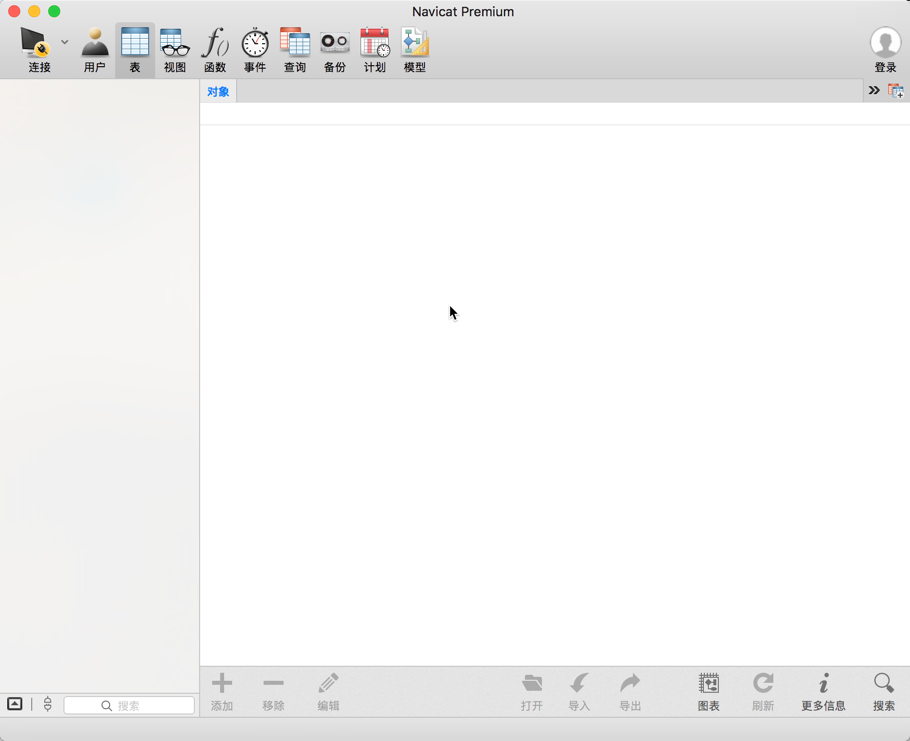 Navicat Premium
连接 用户 表 视图 函数 事件 查询 备份 计划 模型 登录
对象
添加 移除 编辑 打开 导入 导出 图表 刷新 更多信息 搜索
搜索